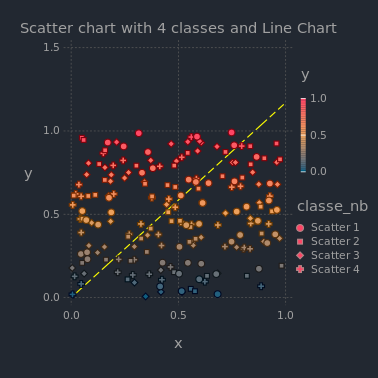 Scatter chart with 4 classes and Line Chart
1.5
1.0
0.5
0.0
y
0.0
0.5
1.0
x
y
1.0
0.5
0.0
classe_nb
Scatter 1
Scatter 2
Scatter 3
Scatter 4